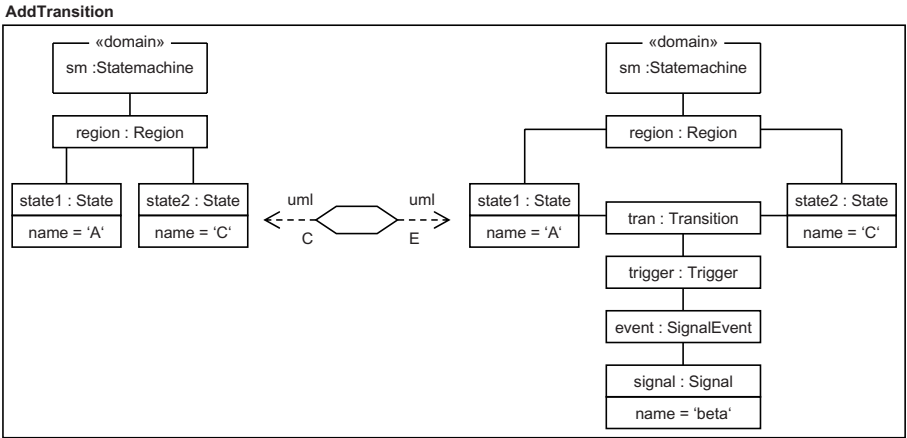 AddTransition
«domain»
sm :Statemachine
region : Region
state1 : State
name = ‘A‘
state2 : State
name = ‘C‘
uml
C
uml
E
«domain»
sm :Statemachine
region : Region
state1 : State
name = ‘A‘
tran : Transition
state2 : State
name = ‘C‘
trigger : Trigger
event : SignalEvent
signal : Signal
name = ‘beta‘